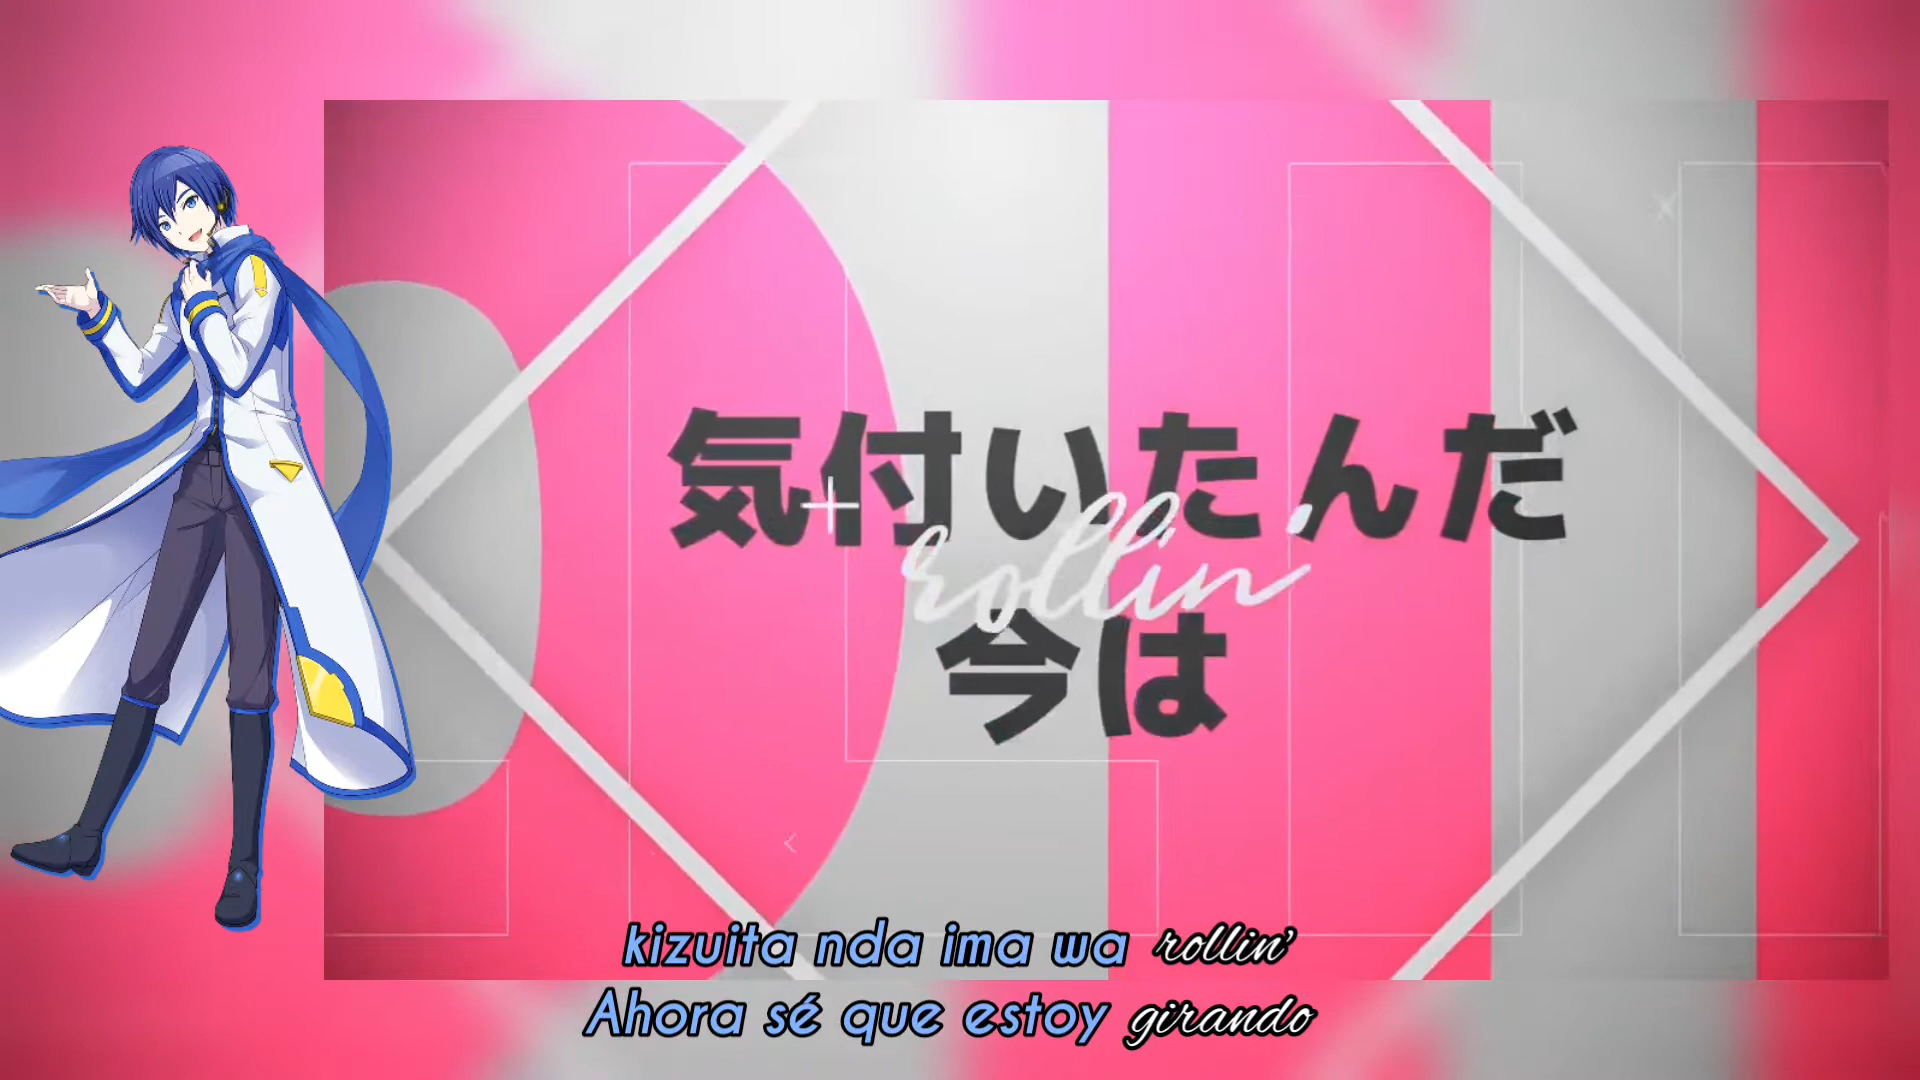 気付いたんだ
rollin'
今は
kizuita nda ima wa rollin'
Ahora sé que estoy girando